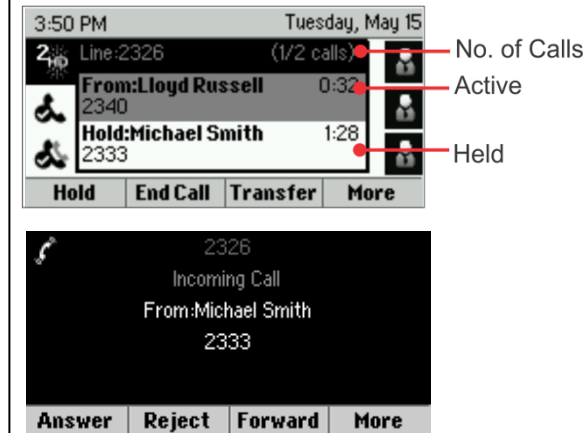 3:50 PM Tuesday, May 15
2HD Line:2326 (1/2 calls) No. of Calls
From:Lloyd Russell 0:32 Active
2340
Hold:Michael Smith 1:28
2333 Held
Hold End Call Transfer More
2326
Incoming Call
From:Michael Smith
2333
Answer Reject Forward More